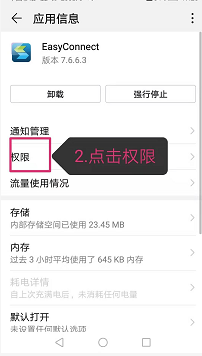 应用信息
EasyConnect
版本 7.6.6.3
卸载
强行停止
通知管理
权限
2.点击权限
流量使用情况
存储
内部存储空间已使用 23.45 MB
内存
过去 3 小时平均使用了 645 KB 内存
耗电详情
自上次充满电后，未消耗任何电量
默认打开
未设置任何默认选项